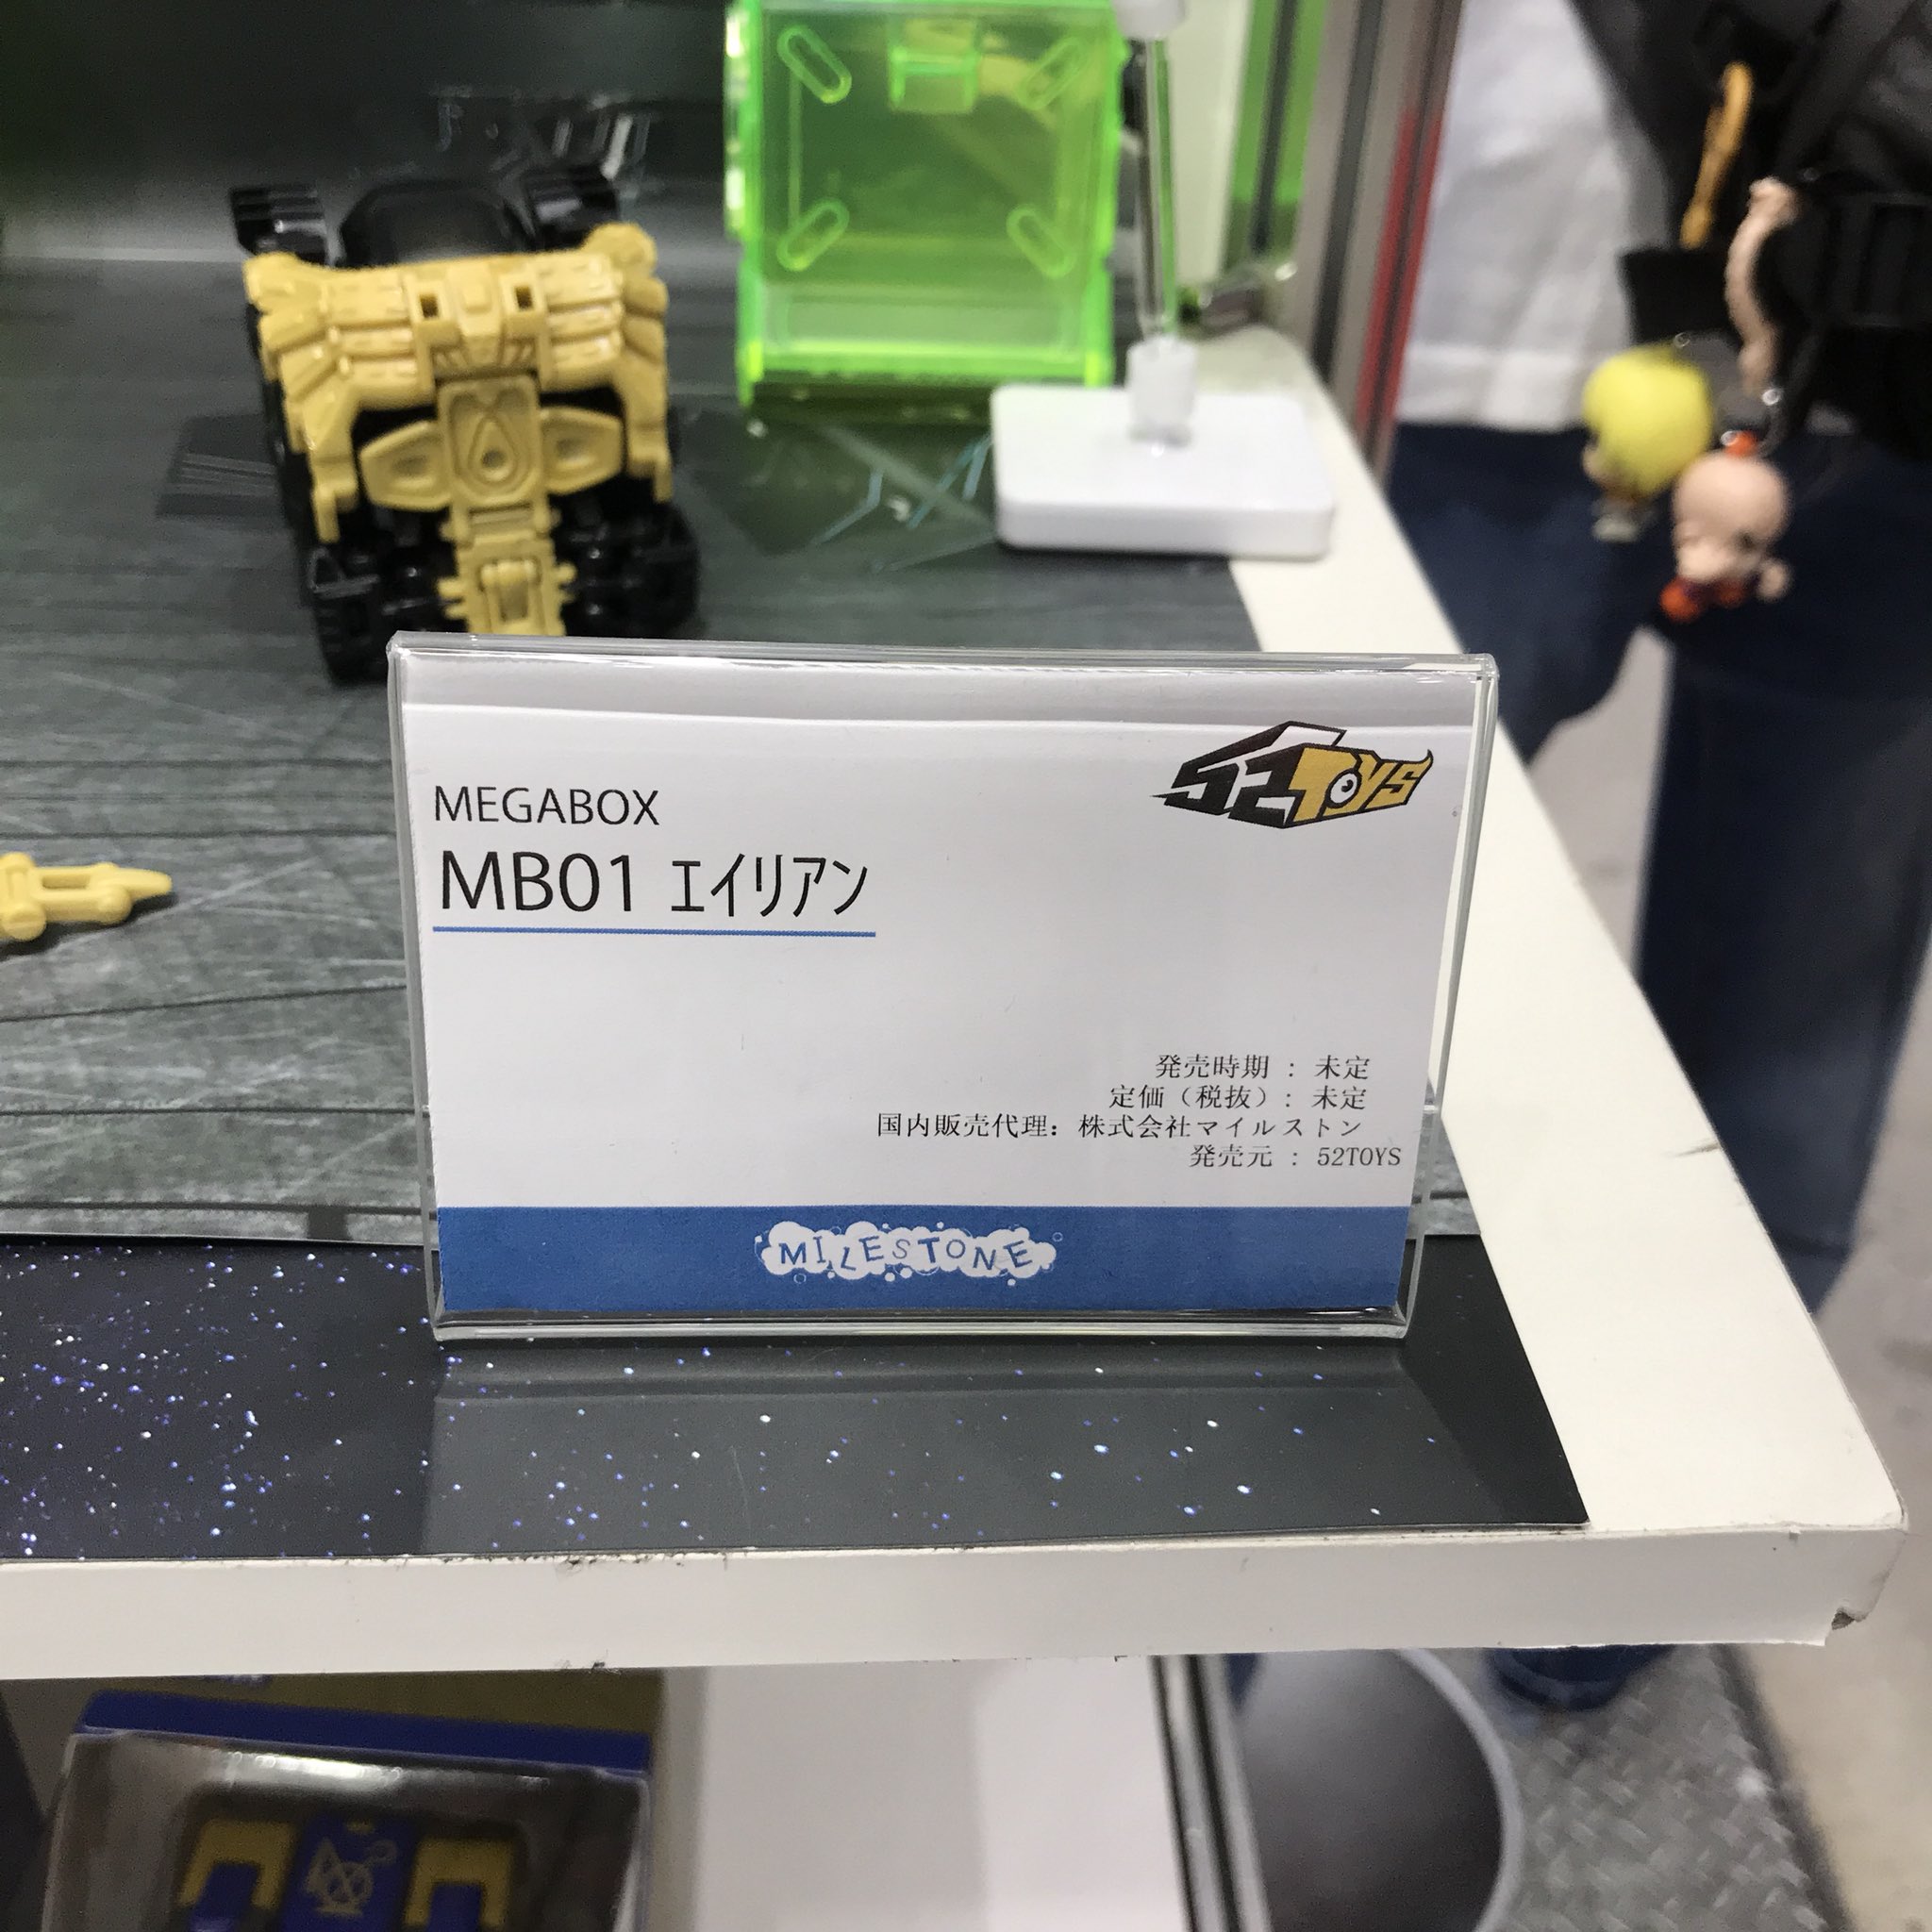 52TOYS
MEGABOX
MB01 エイリアン
発売時期 : 未定
定価（税抜）: 未定
国内販売代理: 株式会社マイルストン
発売元 : 52TOYS
MILESTONE